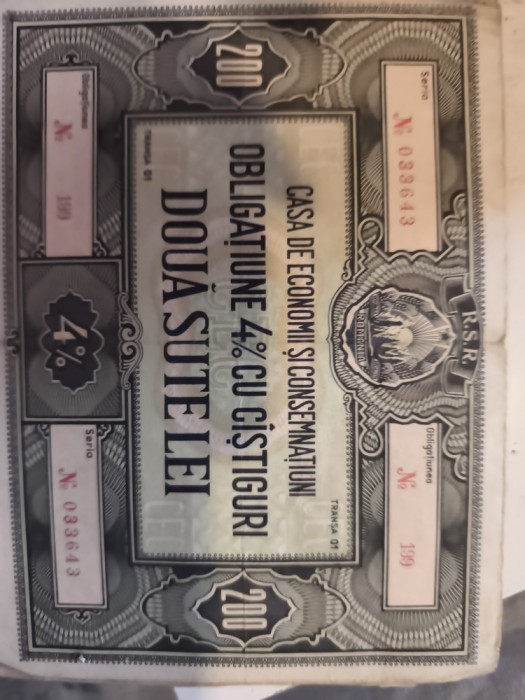 R.S.R.
Seria
№ 033643
Obligațiunea
№ 199
200
200
CASA DE ECONOMII ȘI CONSEMNAȚIUNI
OBLIGAȚIUNE 4% CU CÎȘTIGURI
DOUĂ SUTE LEI
TRANȘA 01
TRANȘA 01
Obligațiunea
№ 199
4%
Seria
№ 033643